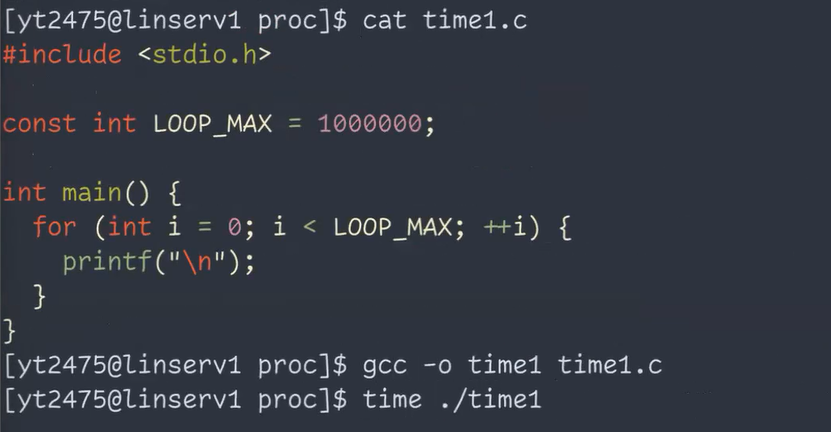 [yt2475@linserv1 proc]$ cat time1.c
#include <stdio.h>
const int LOOP_MAX = 1000000;
int main() {
for (int i = 0; i < LOOP_MAX; ++i) {
printf("\n");
}
}
[yt2475@linserv1 proc]$ gcc -o time1 time1.c
[yt2475@linserv1 proc]$ time ./time1